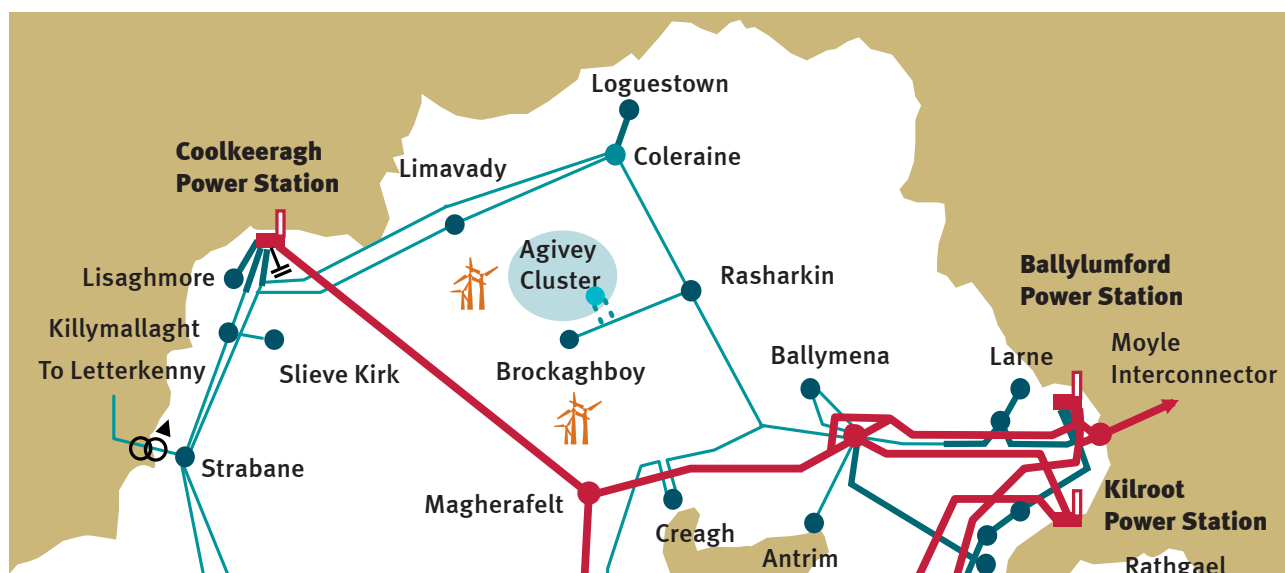 Loguestown
Coolkeeragh
Power Station
Limavady
Coleraine
Agivey
Cluster
Lisaghmore
Rasharkin
Ballylumford
Power Station
Killymallaght
To Letterkenny
Slieve Kirk
Brockaghboy
Ballymena
Larne
Moyle
Interconnector
Strabane
Magherafelt
Creagh
Antrim
Kilroot
Power Station
Rathgael